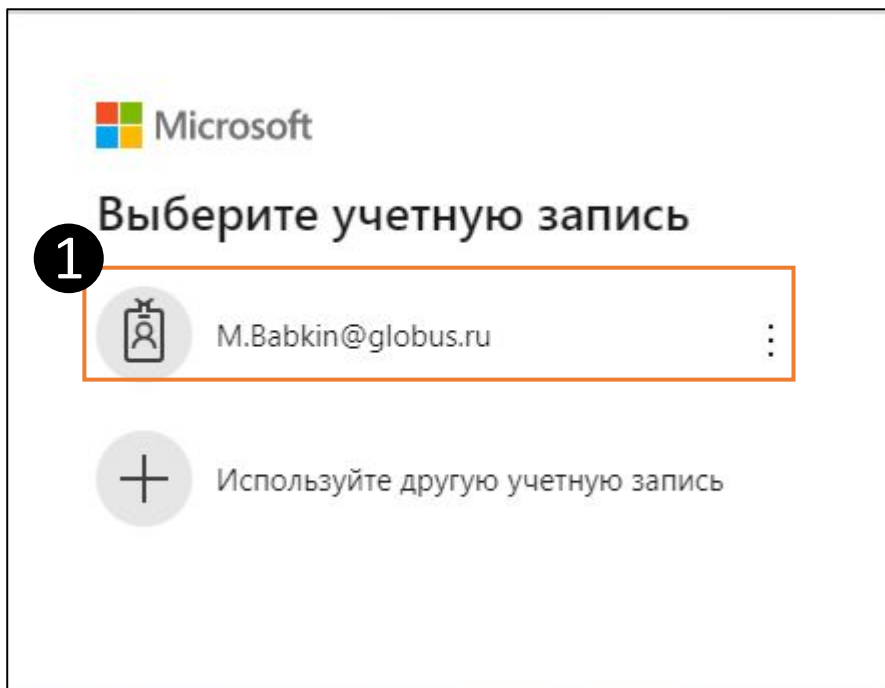 Microsoft
Выберите учетную запись
1
M.Babkin@globus.ru
Используйте другую учетную запись